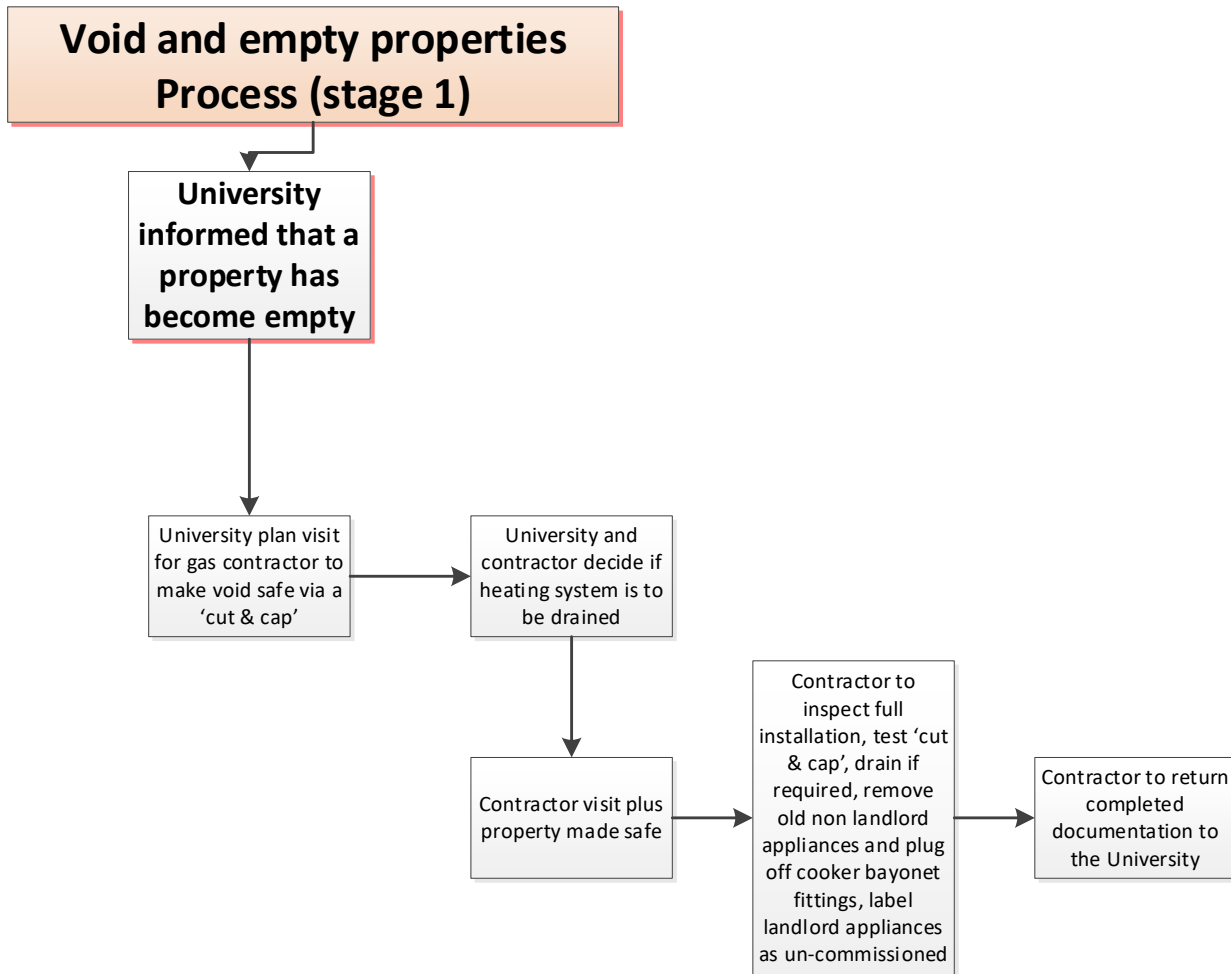 Void and empty properties
Process (stage 1)
University
informed that a
property has
become empty
University plan visit
for gas contractor to
make void safe via a
‘cut & cap’
University and
contractor decide if
heating system is to
be drained
Contractor visit plus
property made safe
Contractor to
inspect full
installation, test ‘cut
& cap’, drain if
required, remove
old non landlord
appliances and plug
off cooker bayonet
fittings, label
landlord appliances
as un-commissioned
Contractor to return
completed
documentation to
the University